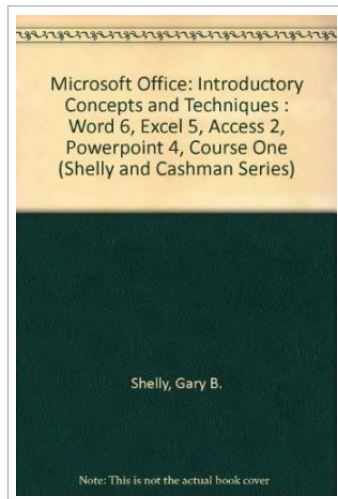 Microsoft Office: Introductory
Concepts and Techniques :
Word 6, Excel 5, Access 2,
Powerpoint 4, Course One
(Shelly and Cashman Series)
Shelly, Gary B.
Note: This is not the actual book cover